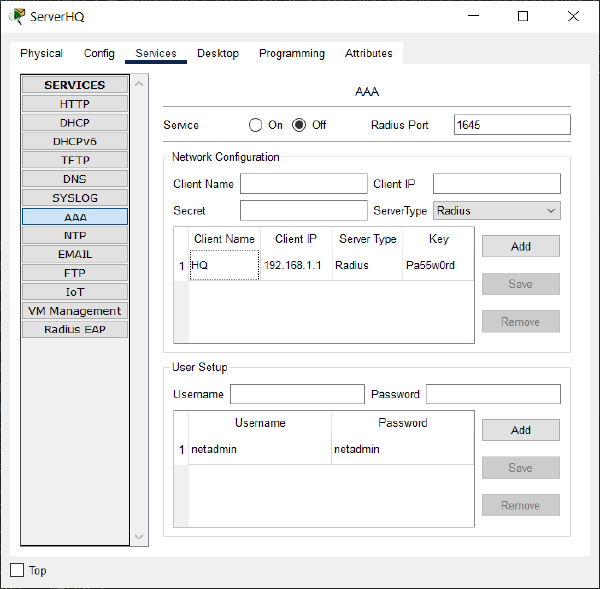 ServerHQ
Physical Config Services Desktop Programming Attributes
SERVICES
HTTP
DHCP
DHCPv6
TFTP
DNS
SYSLOG
AAA
NTP
EMAIL
FTP
IoT
VM Management
Radius EAP
AAA
Service On Off Radius Port 1645
Network Configuration
Client Name Client IP
Secret ServerType Radius
Client Name Client IP Server Type Key
1 HQ 192.168.1.1 Radius Pa55w0rd
Add
Save
Remove
User Setup
Username Password
Username Password
1 netadmin netadmin
Add
Save
Remove
Top